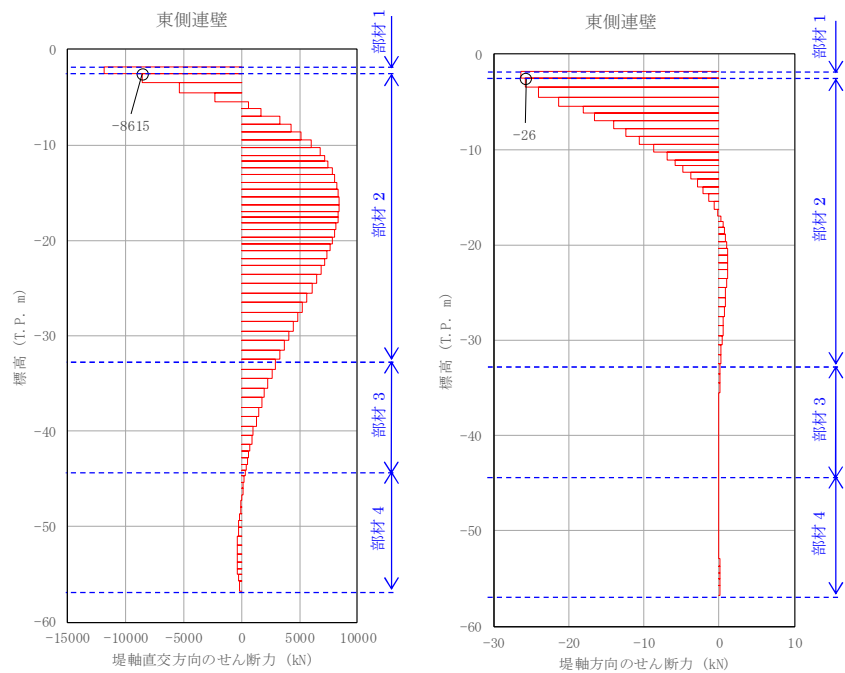 東側連壁
0
-10
-20
-30
-40
-50
-60
-15000 -10000 -5000 0 5000 10000
標高 (T.P. m)
堤軸直交方向のせん断力 (kN)
-8615
部材 1
部材 2
部材 3
部材 4
東側連壁
0
-10
-20
-30
-40
-50
-60
-30 -20 -10 0 10
標高 (T.P. m)
堤軸方向のせん断力 (kN)
-26
部材 1
部材 2
部材 3
部材 4